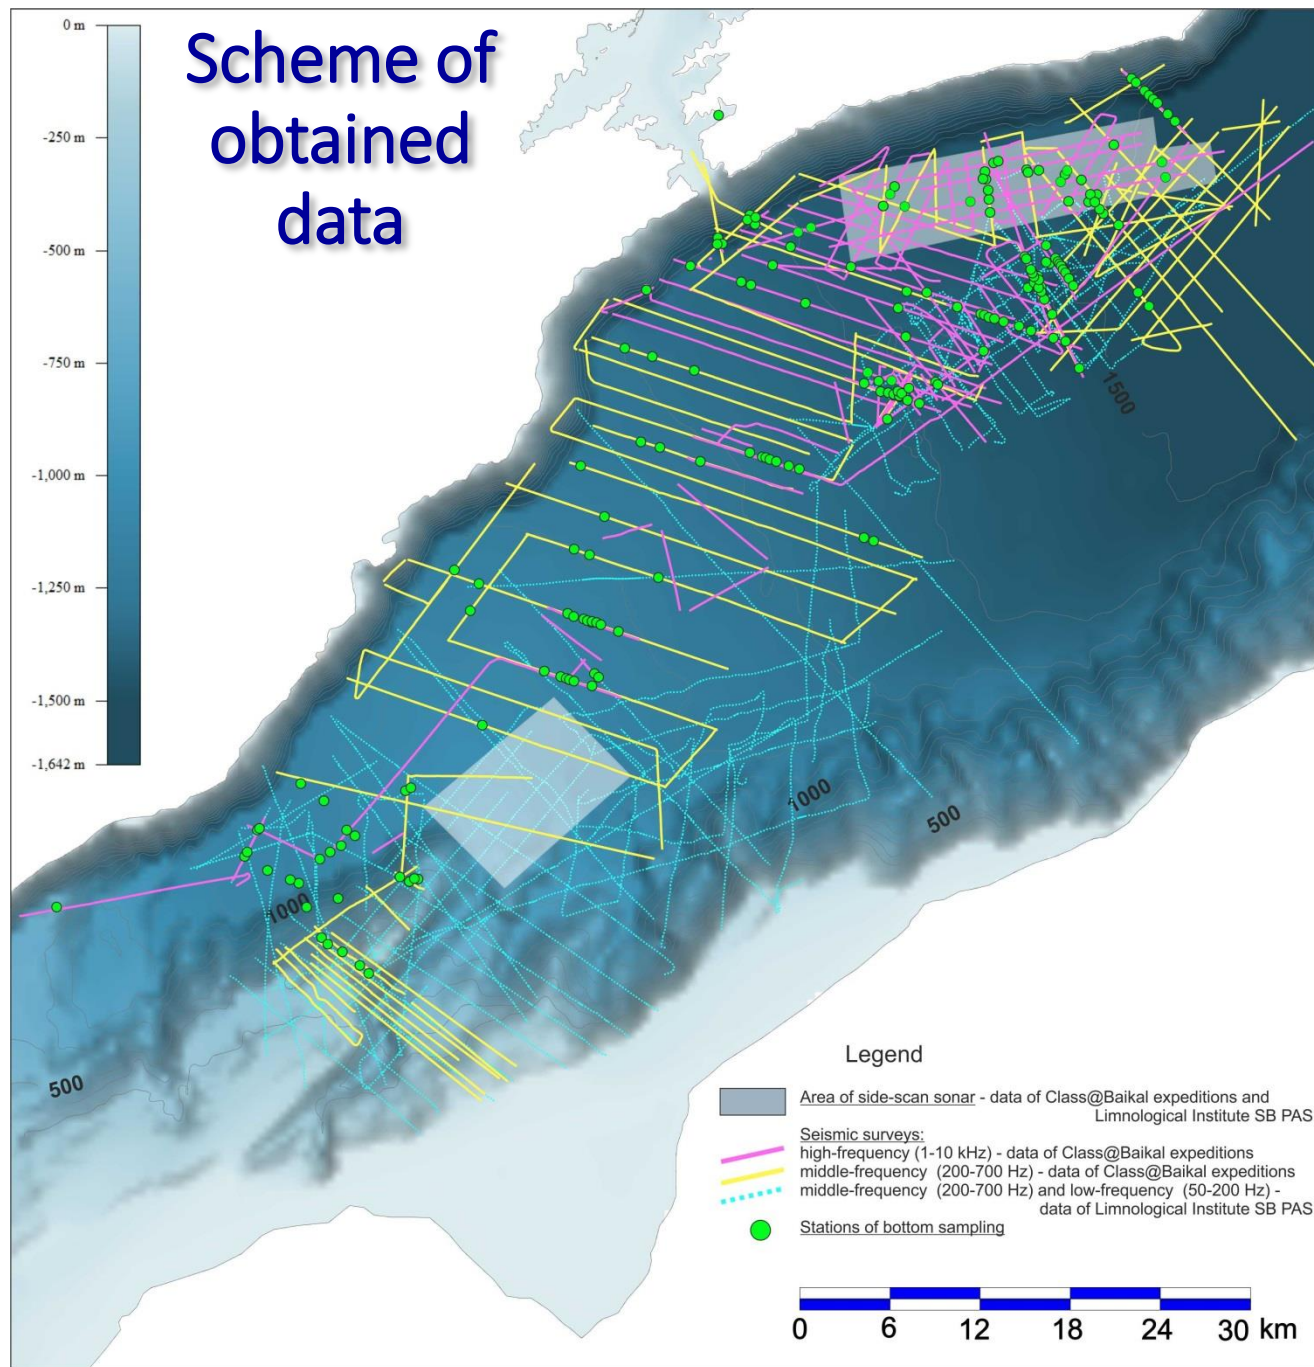 Scheme of
obtained
data
0 m
-250 m
-500 m
-750 m
-1,000 m
-1,250 m
-1,500 m
-1,642 m
1500
1000
500
1000
500
Legend
Area of side-scan sonar - data of Class@Baikal expeditions and
Limnological Institute SB PAS
Seismic surveys:
high-frequency (1-10 kHz) - data of Class@Baikal expeditions
middle-frequency (200-700 Hz) - data of Class@Baikal expeditions
middle-frequency (200-700 Hz) and low-frequency (50-200 Hz) -
data of Limnological Institute SB PAS
Stations of bottom sampling
0 6 12 18 24 30 km